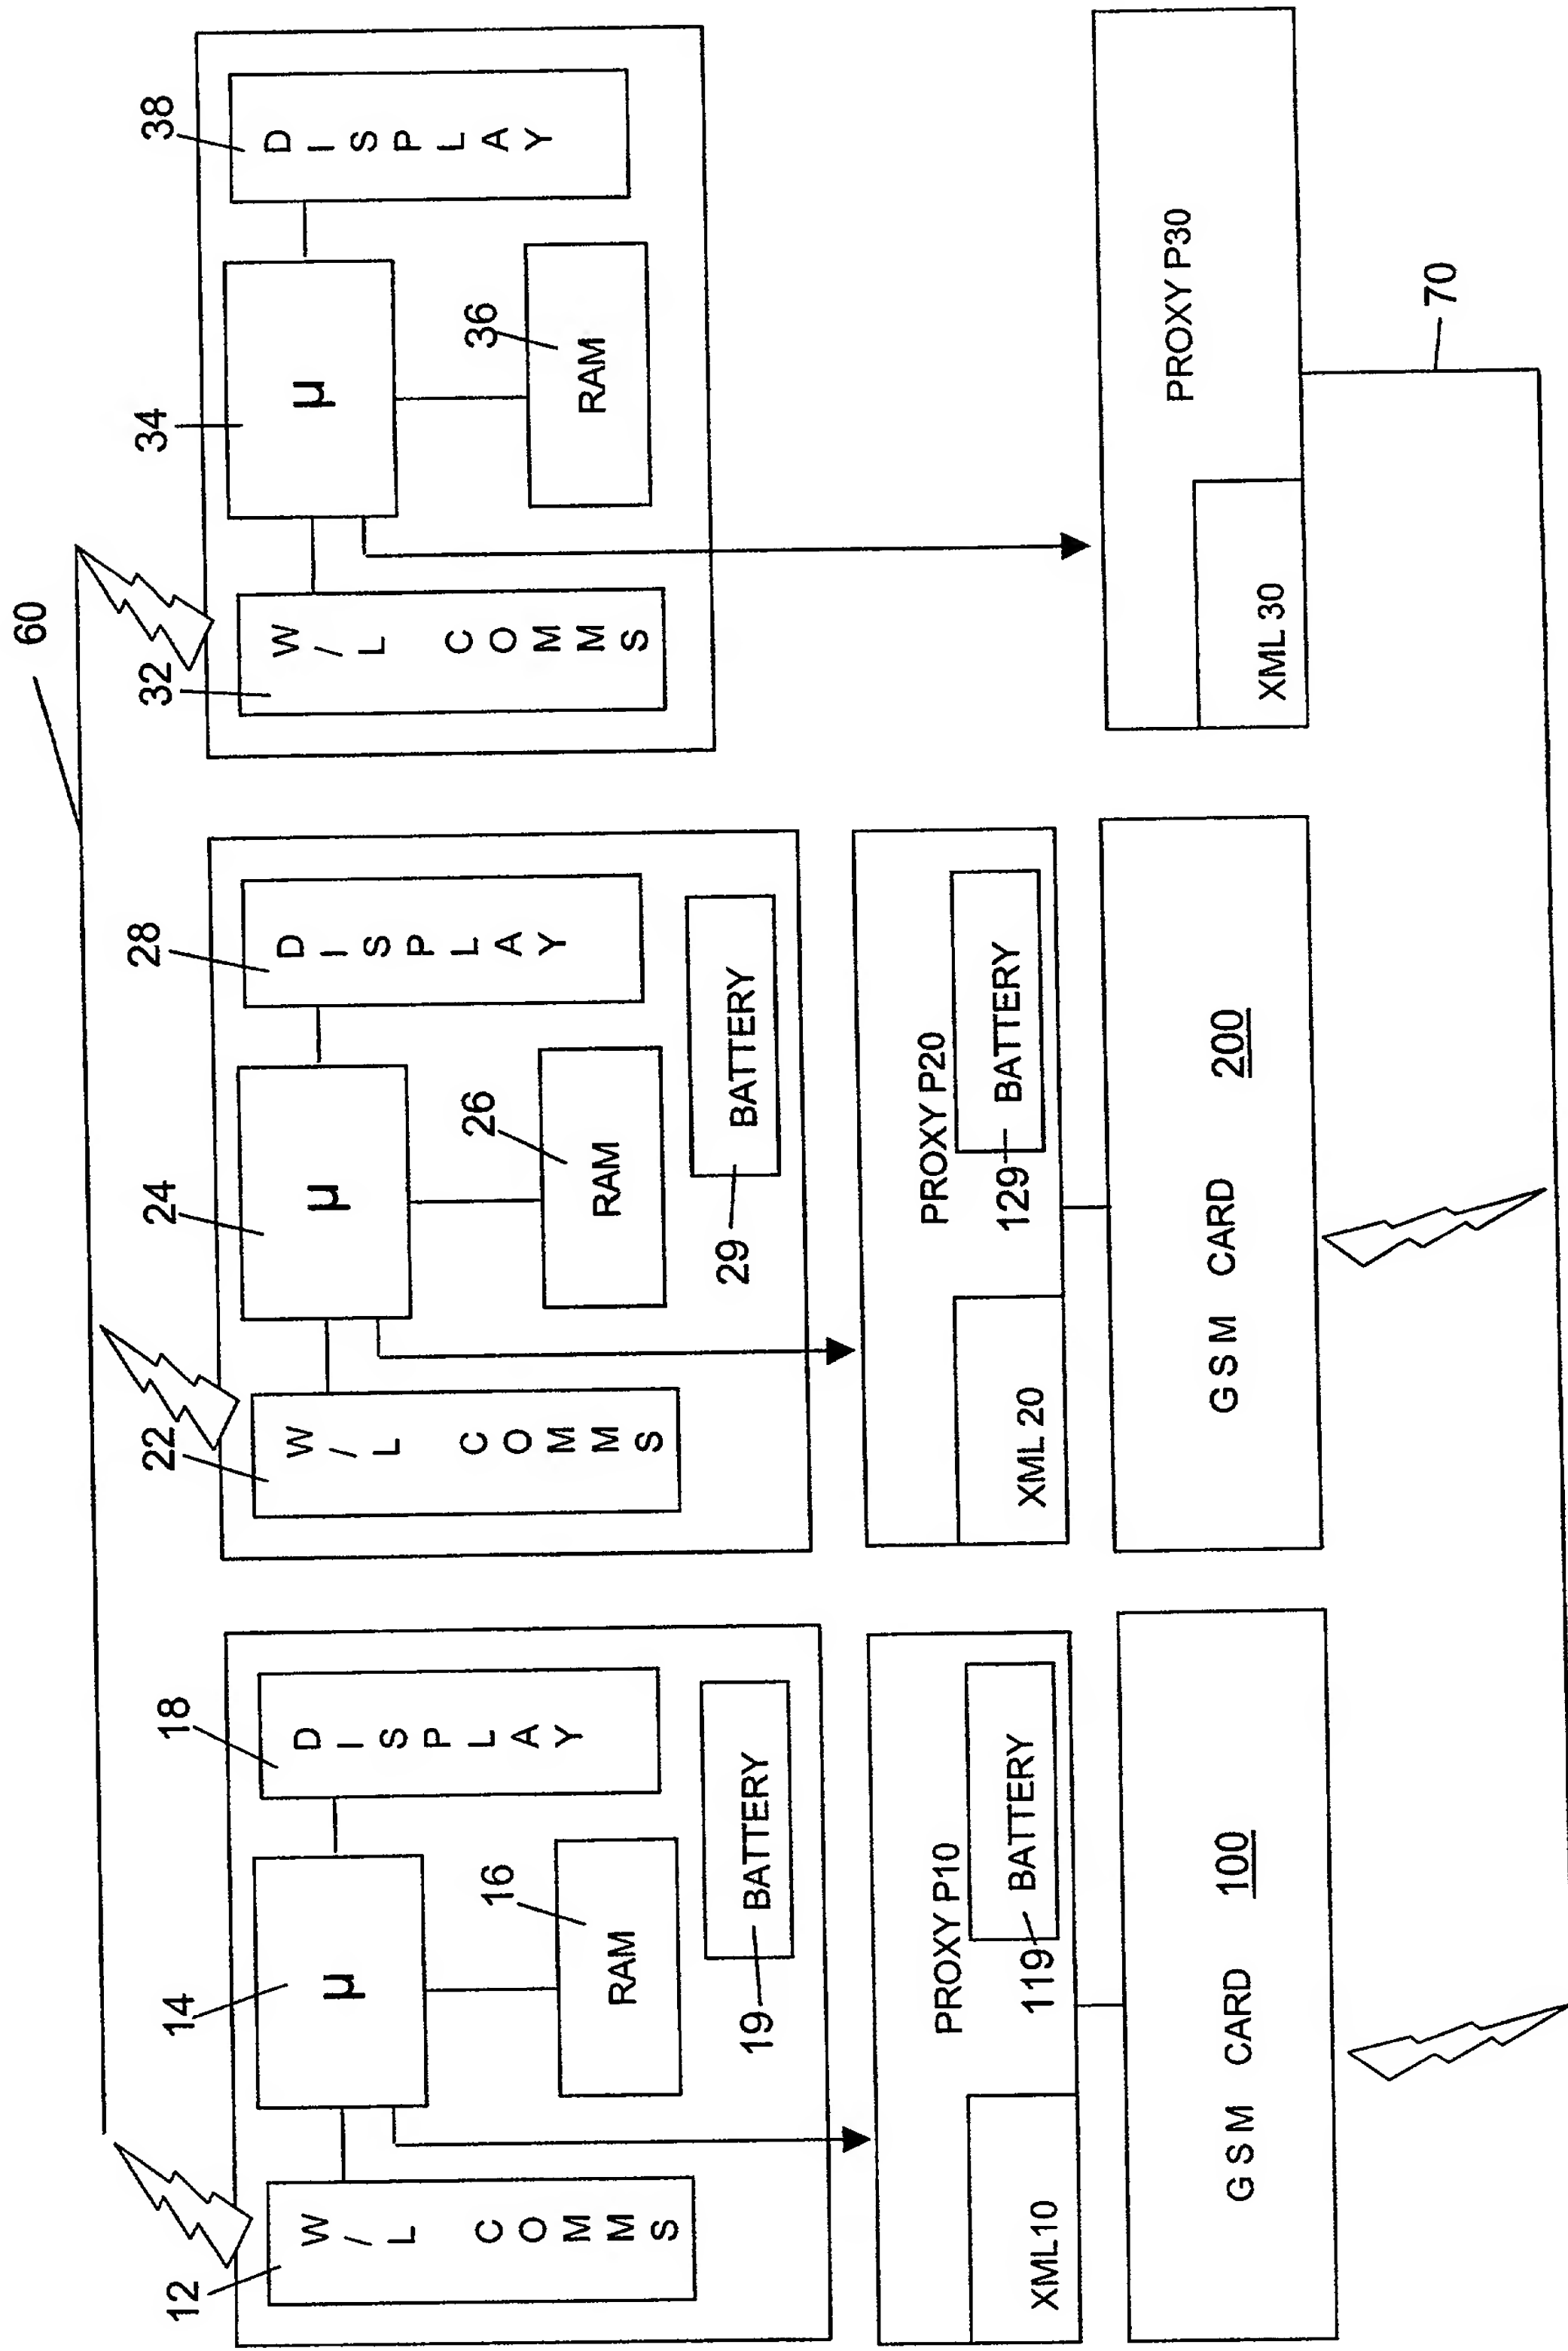 60
12
14
18
22
24
28
32
34
38
W/L COMMS
µ
DISPLAY
16
RAM
19
BATTERY
W/L COMMS
µ
DISPLAY
26
RAM
29
BATTERY
W/L COMMS
µ
DISPLAY
36
RAM
PROXY P10
XML10
119
BATTERY
PROXY P20
XML 20
129
BATTERY
GSM CARD 100
GSM CARD 200
PROXY P30
XML 30
70